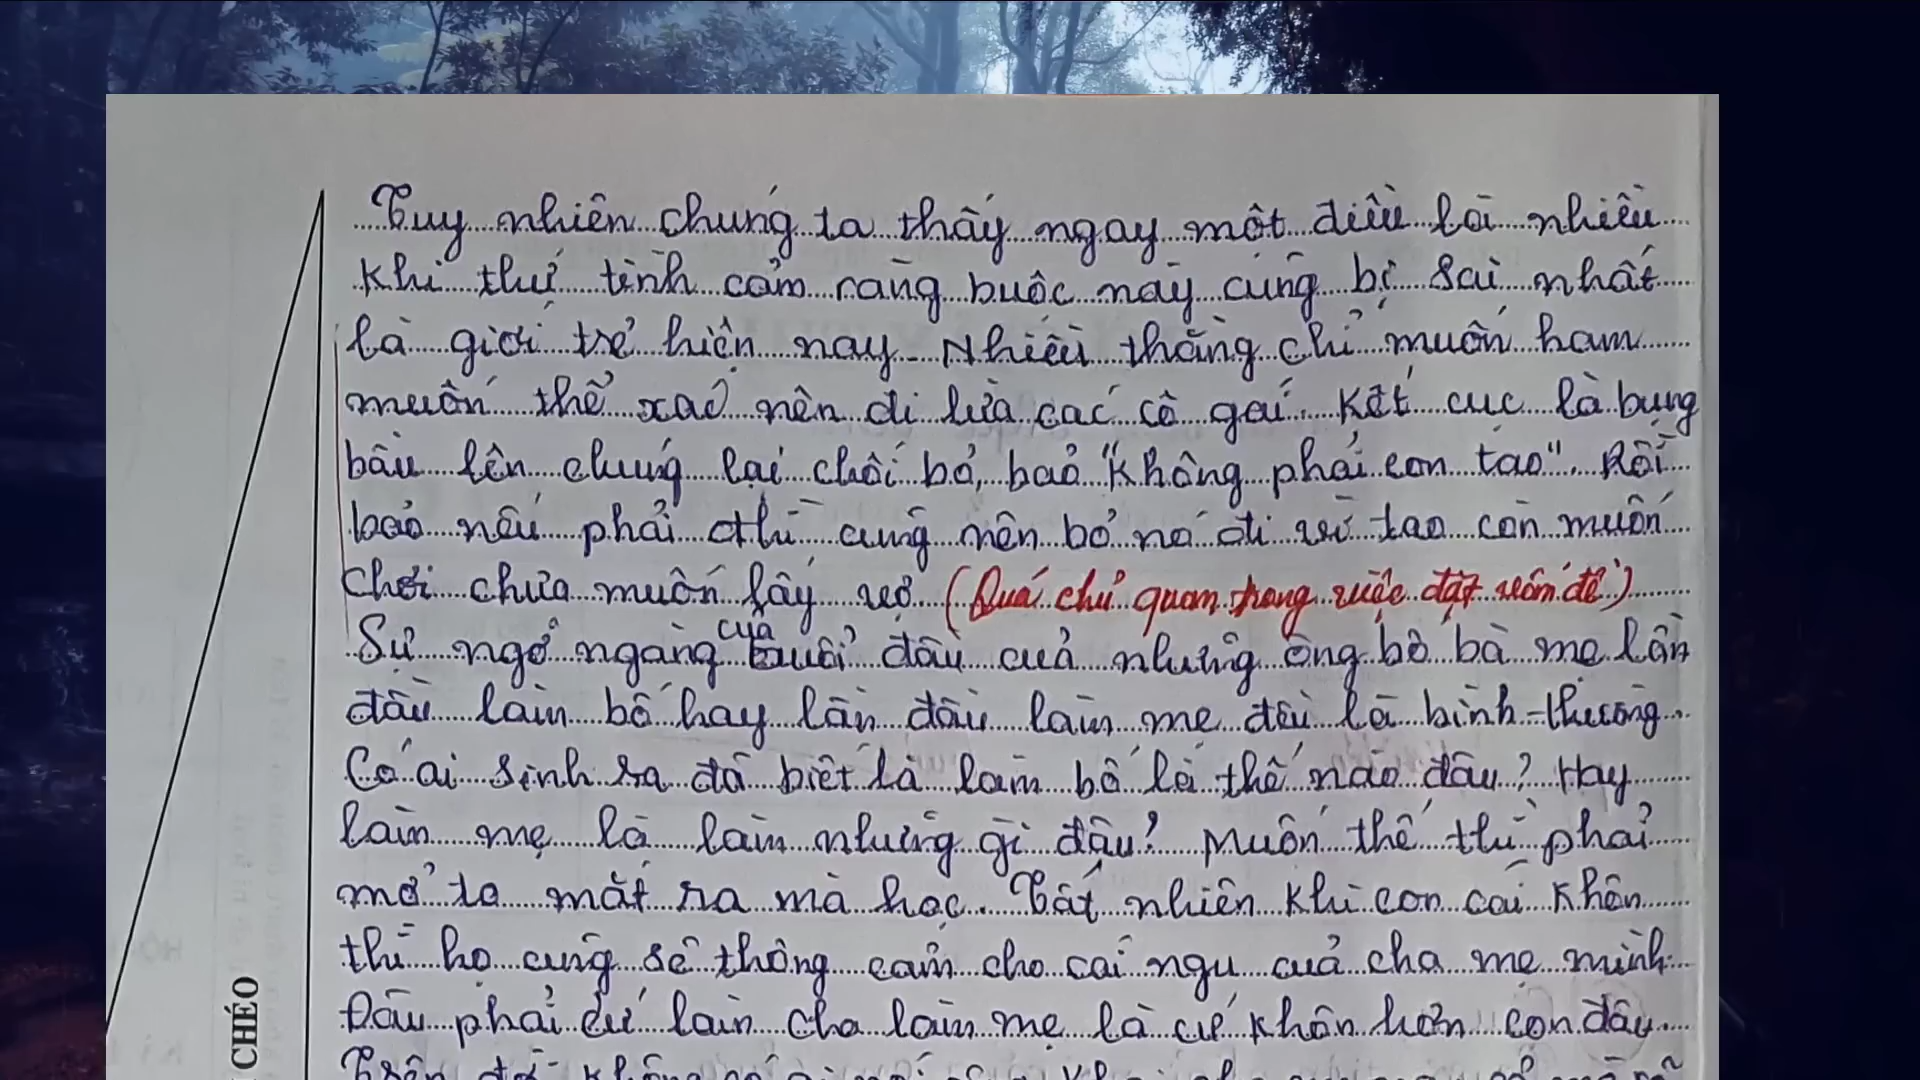 Tuy nhiên chúng ta thấy ngay một điều là nhiều
khi thứ tình cảm ràng buộc này cũng bị sai nhất
là giới trẻ hiện nay. Nhiều thằng chỉ muốn ham
muốn thể xác nên đi lừa các cô gái. Kết cục là bụng
bầu lên chúng lại chối bỏ, bảo "không phải con tao". Rồi
bảo nếu phải thì cũng nên bỏ nó đi vì tao còn muốn
chơi chưa muốn lấy vợ (Quá chủ quan trong việc đặt vấn đề)
Sự ngỡ ngàng của buổi đầu của những ông bố bà mẹ lần
đầu làm bố hay lần đầu làm mẹ đều là bình thường.
Có ai sinh ra đã biết là làm bố là thế nào đâu? Hay
làm mẹ là làm những gì đâu? Muốn thế thì phải
mở to mắt ra mà học. Tất nhiên khi con cái khôn
thì họ cũng sẽ thông cảm cho cái ngu của cha mẹ mình.
Đâu phải cứ làm cha làm mẹ là cứ khôn hơn con đâu.
CHÉO